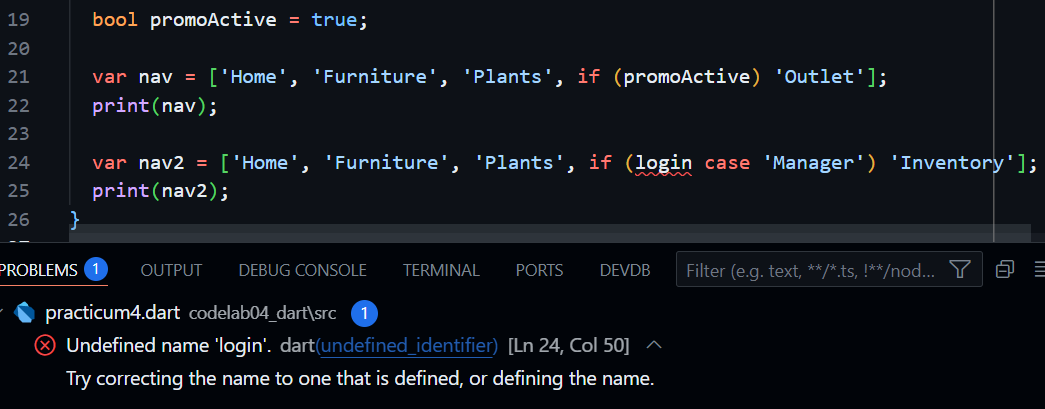 19 bool promoActive = true;
20
21 var nav = ['Home', 'Furniture', 'Plants', if (promoActive) 'Outlet'];
22 print(nav);
23
24 var nav2 = ['Home', 'Furniture', 'Plants', if (login case 'Manager') 'Inventory'];
25 print(nav2);
26 }
PROBLEMS 1 OUTPUT DEBUG CONSOLE TERMINAL PORTS DEVDB Filter (e.g. text, **/*.ts, !**/nod...
practicum4.dart codelab04_dart\src 1
Undefined name 'login'. dart(undefined_identifier) [Ln 24, Col 50]
Try correcting the name to one that is defined, or defining the name.